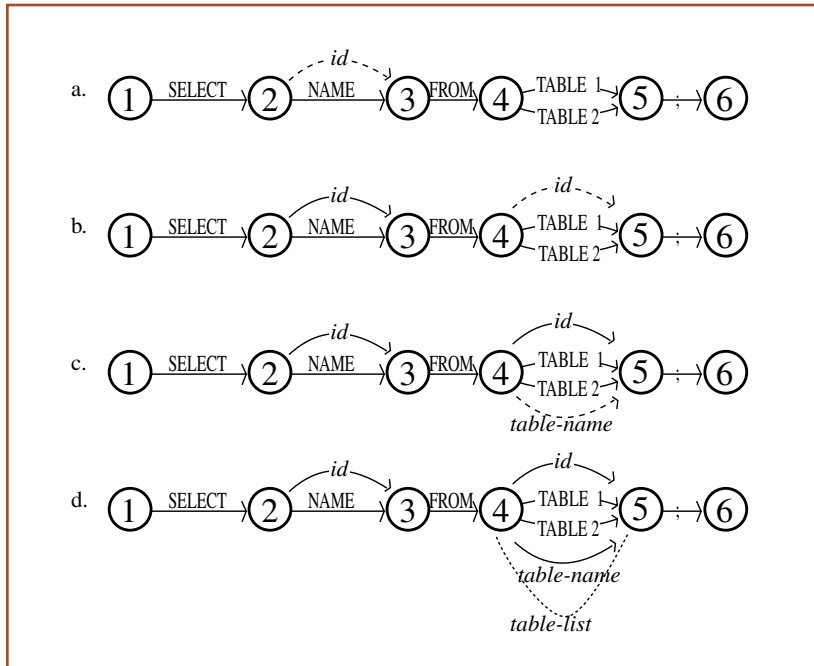 id
a. 1 SELECT 2 NAME 3 FROM 4 TABLE 1 5 ; 6
TABLE 2
id id
b. 1 SELECT 2 NAME 3 FROM 4 TABLE 1 5 ; 6
TABLE 2
id id
c. 1 SELECT 2 NAME 3 FROM 4 TABLE 1 5 ; 6
TABLE 2
table-name
id id
d. 1 SELECT 2 NAME 3 FROM 4 TABLE 1 5 ; 6
TABLE 2
table-name
table-list